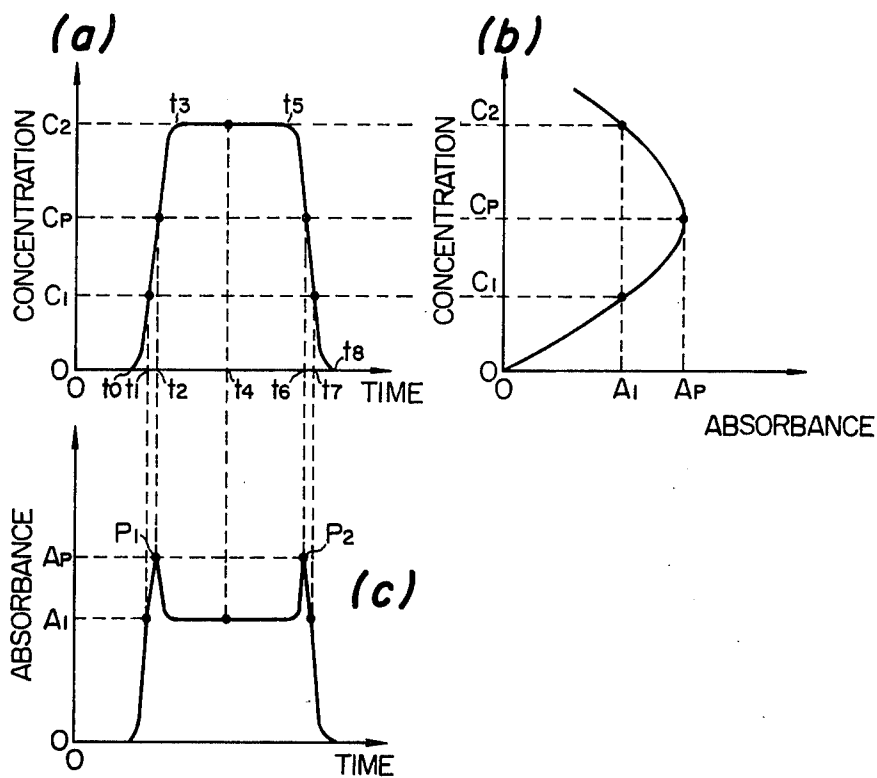 (a)
CONCENTRATION
C2
CP
C1
O
t3
t5
t8
O
t0
t1
t2
t4
t6
t7
TIME
(b)
CONCENTRATION
C2
CP
C1
O
O
A1
AP
ABSORBANCE
(c)
ABSORBANCE
AP
A1
O
P1
P2
O
TIME